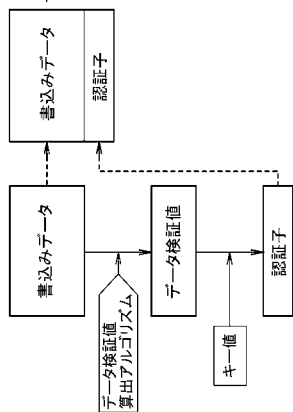 書込みデータ
認証子
書込みデータ
データ検証値
算出アルゴリズム
データ検証値
キー値
認証子